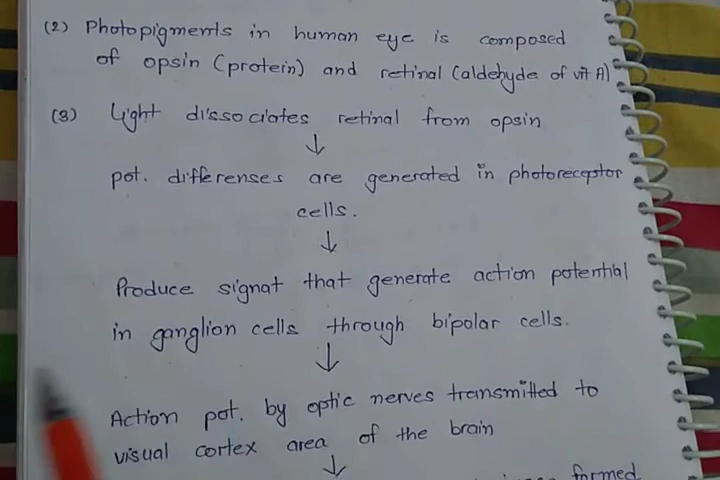 (2) Photopigments in human eye is composed
of opsin (protein) and retinal (aldehyde of vit A)
(3) Light dissociates retinal from opsin
↓
pot. differenses are generated in photoreceptor
cells.
↓
Produce signat that generate action potential
in ganglion cells through bipolar cells.
↓
Action pot. by optic nerves transmitted to
visual cortex area of the brain
↓
formed